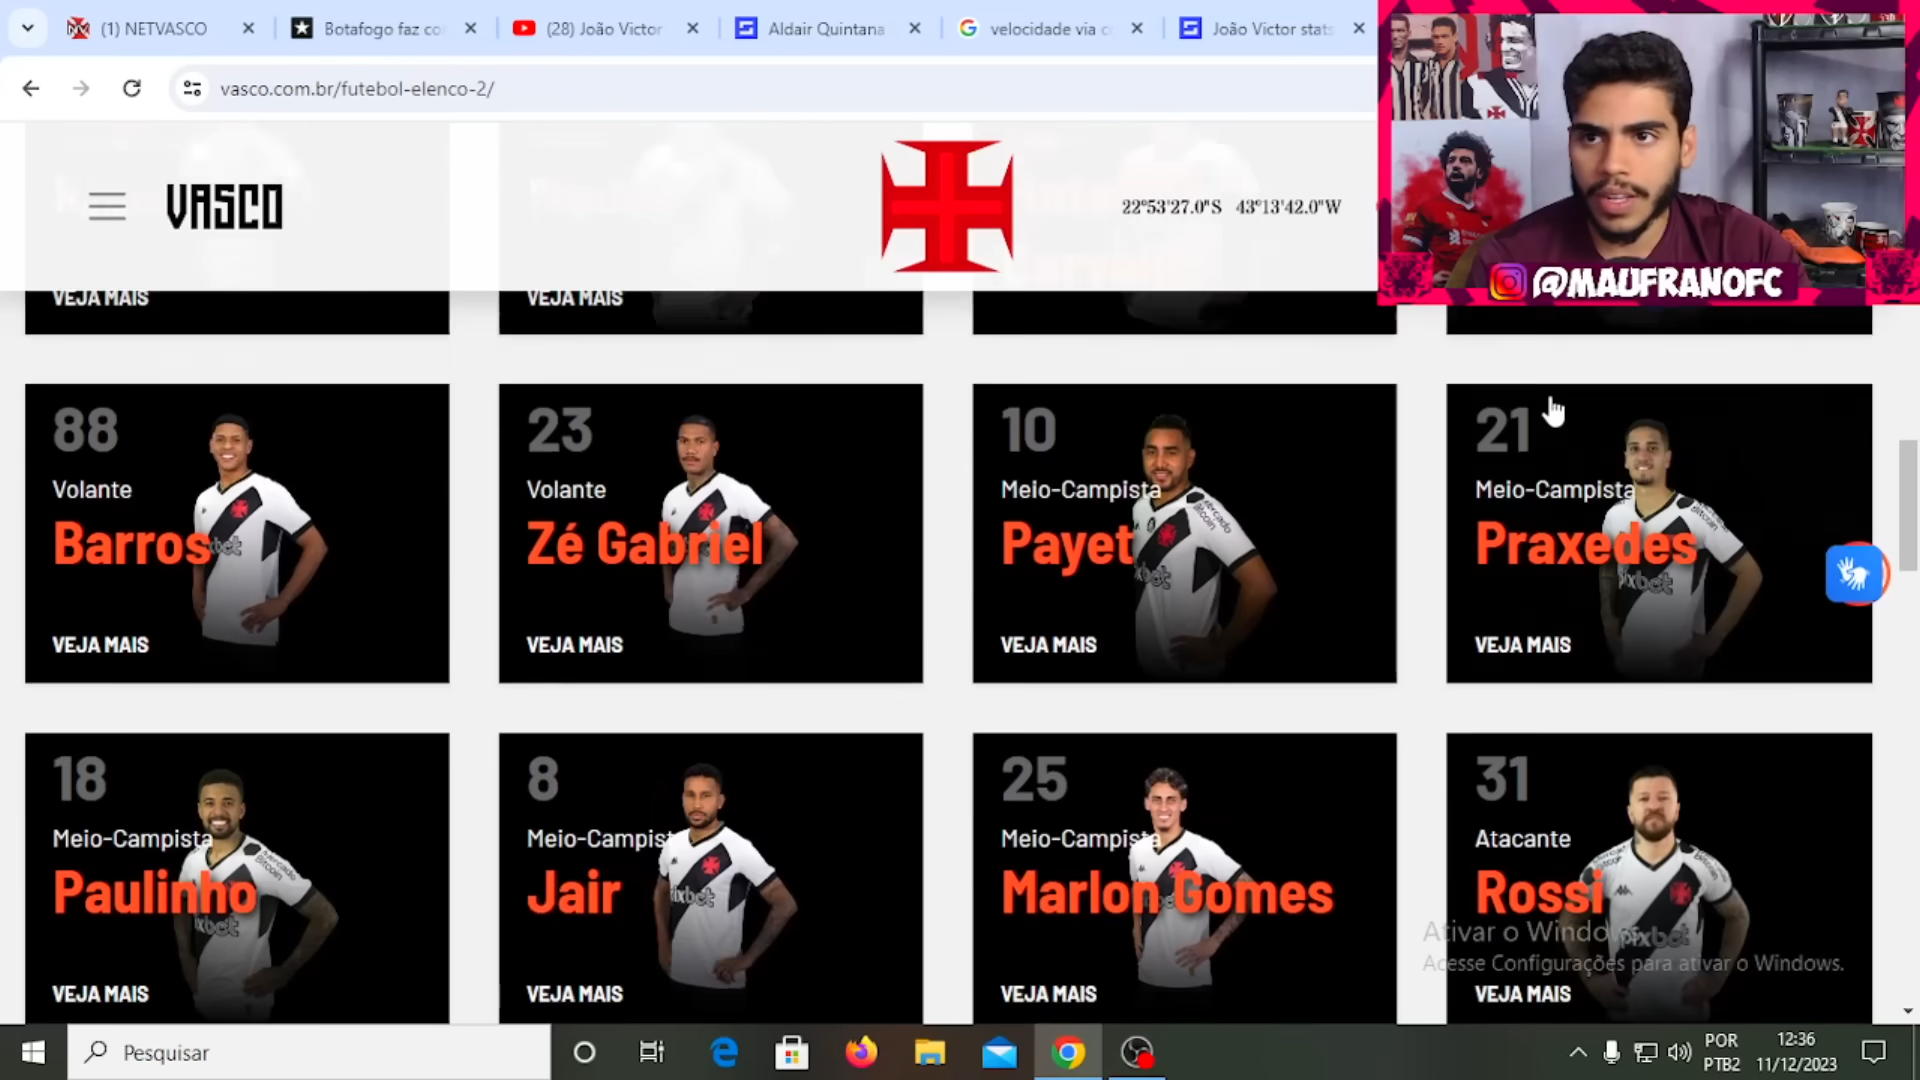 (1) NETVASCO
Botafogo faz co
(28) João Victor
Aldair Quintana
velocidade via c
João Victor stats
vasco.com.br/futebol-elenco-2/
VASCO
22°53'27.0"S 43°13'42.0"W
@MAUFRANOFC
VEJA MAIS
VEJA MAIS
88
Volante
Barros
VEJA MAIS
23
Volante
Zé Gabriel
VEJA MAIS
10
Meio-Campista
Payet
VEJA MAIS
21
Meio-Campista
Praxedes
VEJA MAIS
18
Meio-Campista
Paulinho
VEJA MAIS
8
Meio-Campist
Jair
VEJA MAIS
25
Meio-Campista
Marlon Gomes
VEJA MAIS
31
Atacante
Rossi
VEJA MAIS
Ativar o Windows
Acesse Configurações para ativar o Windows.
Pesquisar
POR
PTB2
12:36
11/12/2023